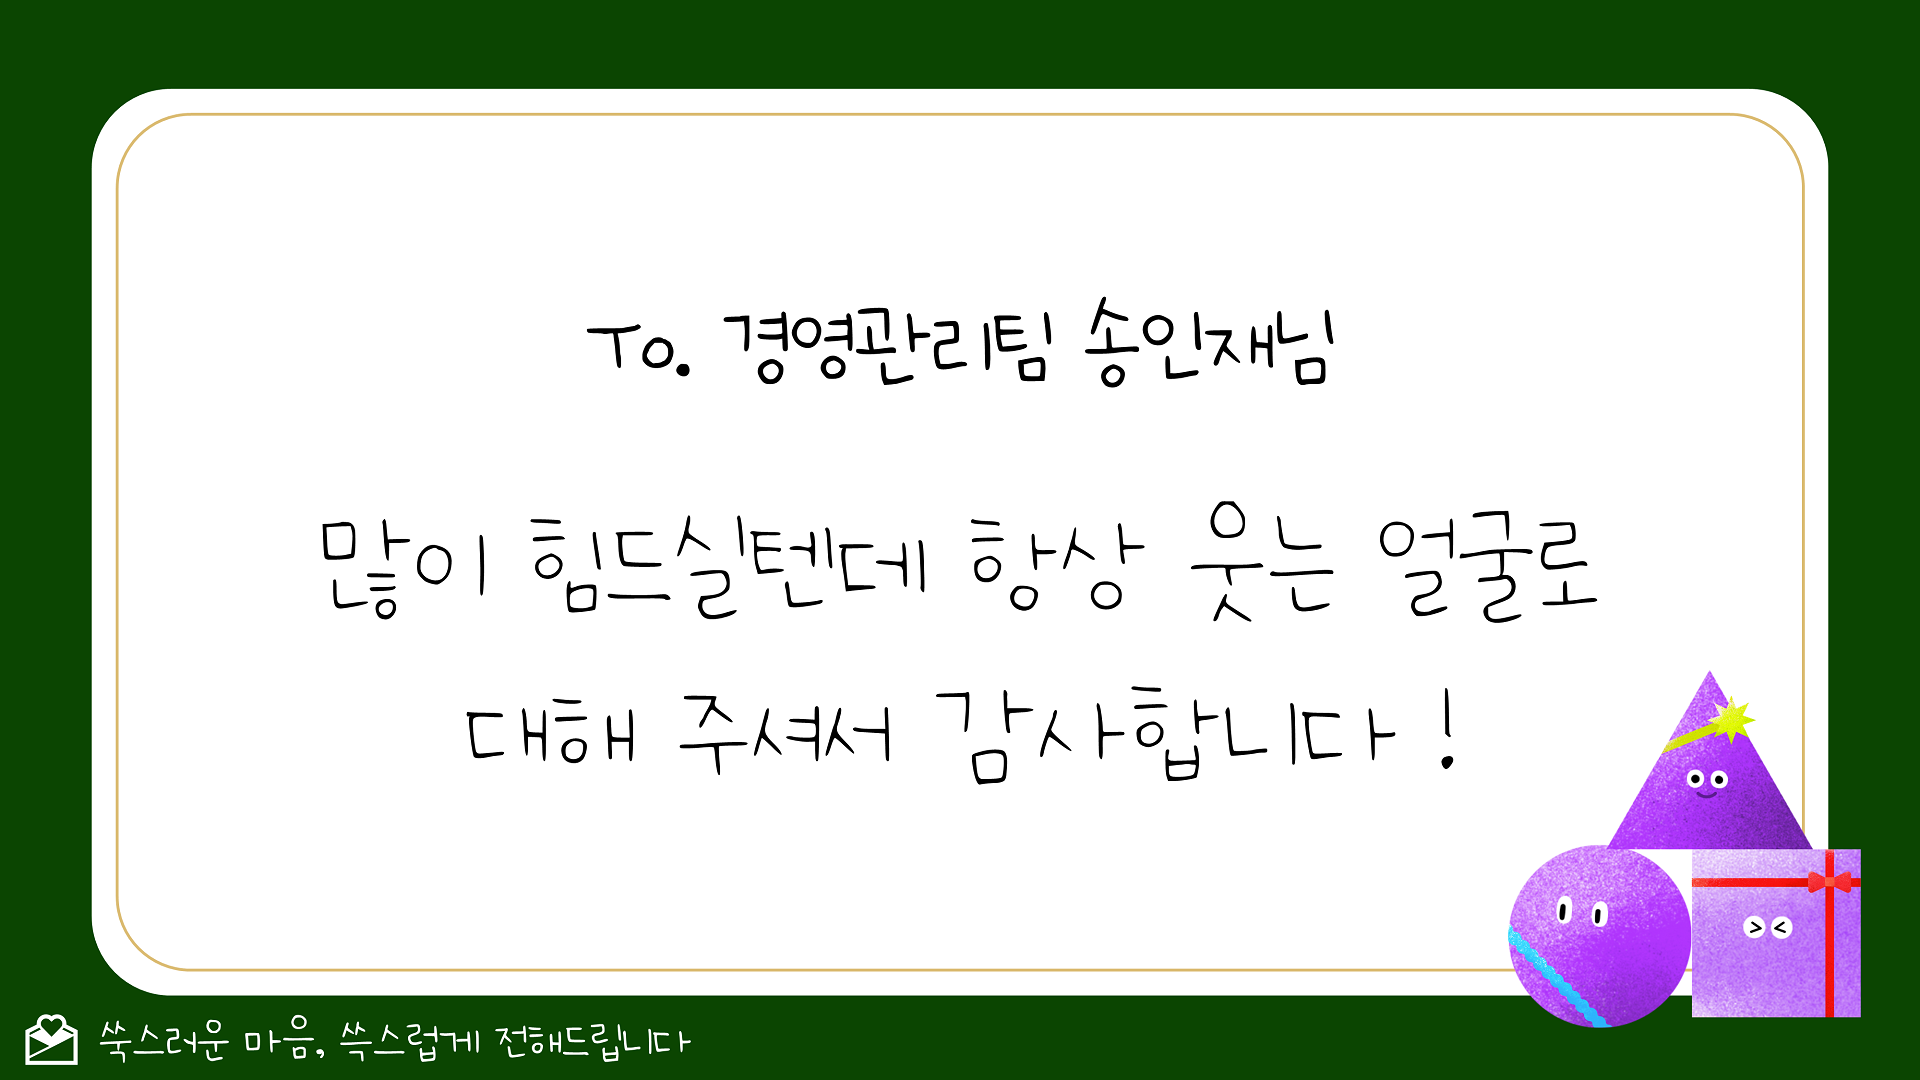 To. 경영관리팀 송인재님
많이 힘드실텐데 항상 웃는 얼굴로
대해 주셔서 감사합니다!
쑥스러운 마음, 쓱스럽게 전해드립니다